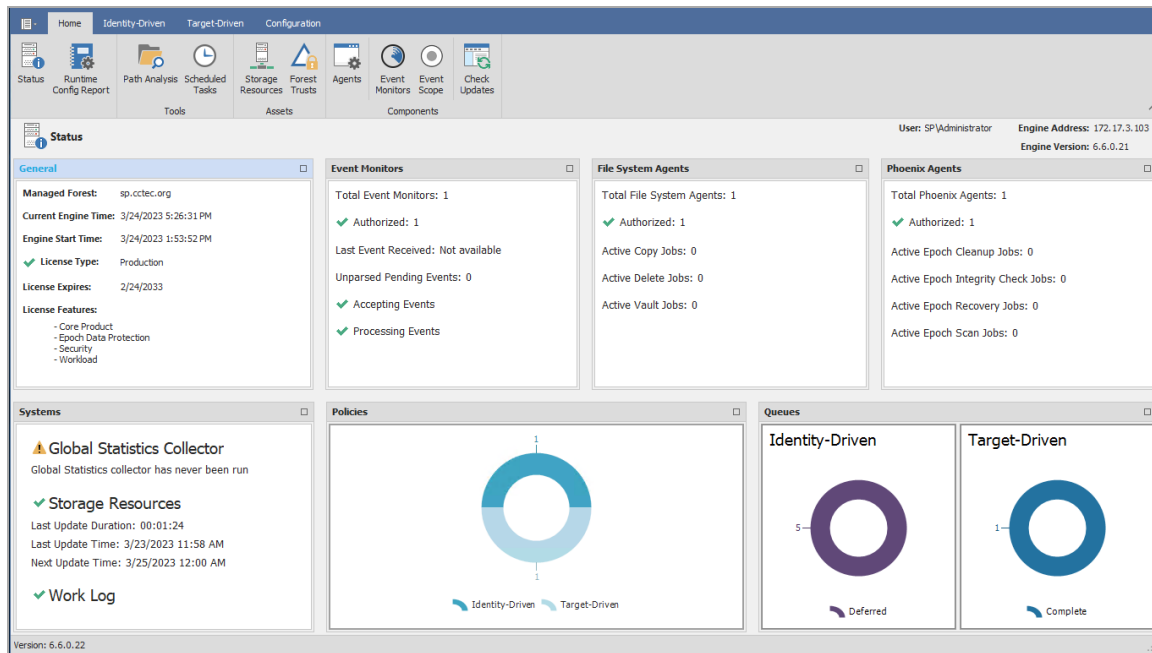 Home Identity-Driven Target-Driven Configuration
Status Runtime Config Report Path Analysis Scheduled Tasks Storage Resources Forest Trusts Agents Event Monitors Event Scope Check Updates
Tools Assets Components
Status
User: SP\Administrator Engine Address: 172.17.3.103
Engine Version: 6.6.0.21
General
Managed Forest: sp.cctec.org
Current Engine Time: 3/24/2023 5:26:31 PM
Engine Start Time: 3/24/2023 1:53:52 PM
License Type: Production
License Expires: 2/24/2033
License Features:
- Core Product
- Epoch Data Protection
- Security
- Workload
Event Monitors
Total Event Monitors: 1
Authorized: 1
Last Event Received: Not available
Unparsed Pending Events: 0
Accepting Events
Processing Events
File System Agents
Total File System Agents: 1
Authorized: 1
Active Copy Jobs: 0
Active Delete Jobs: 0
Active Vault Jobs: 0
Phoenix Agents
Total Phoenix Agents: 1
Authorized: 1
Active Epoch Cleanup Jobs: 0
Active Epoch Integrity Check Jobs: 0
Active Epoch Recovery Jobs: 0
Active Epoch Scan Jobs: 0
Systems
Global Statistics Collector
Global Statistics collector has never been run
Storage Resources
Last Update Duration: 00:01:24
Last Update Time: 3/23/2023 11:58 AM
Next Update Time: 3/25/2023 12:00 AM
Work Log
Policies
1
1
Identity-Driven Target-Driven
Queues
Identity-Driven
5
Deferred
Target-Driven
1
Complete
Version: 6.6.0.22